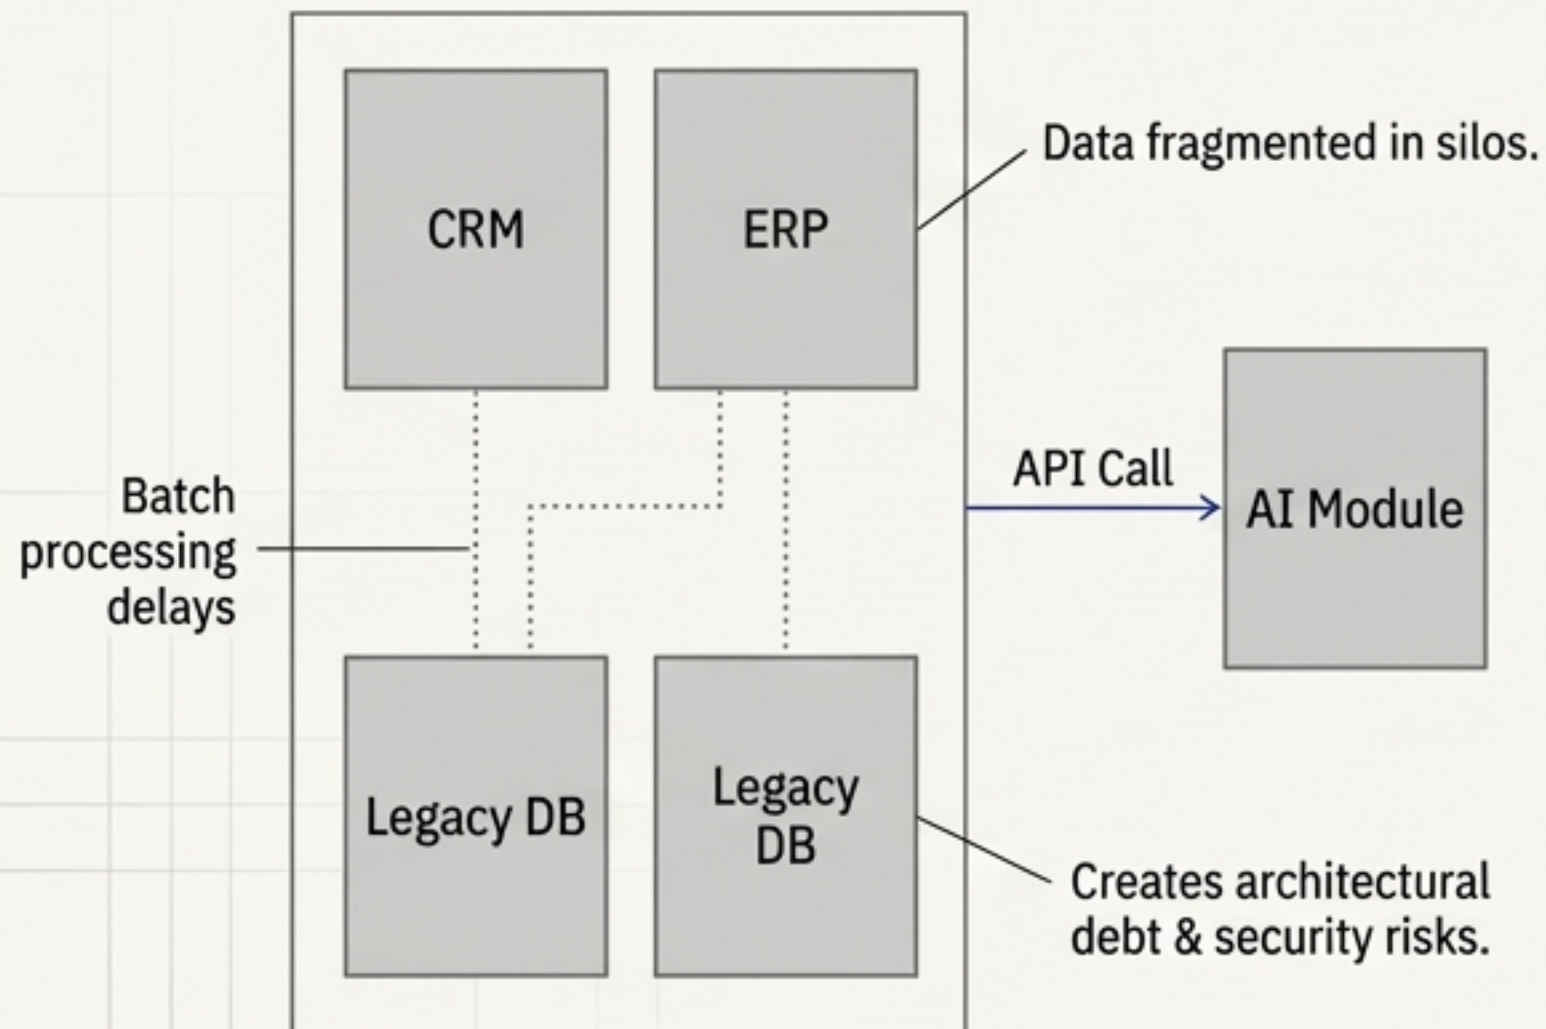 CRM
ERP
Data fragmented in silos.
Batch
processing
delays
API Call
AI Module
Legacy DB
Legacy
DB
Creates architectural
debt & security risks.